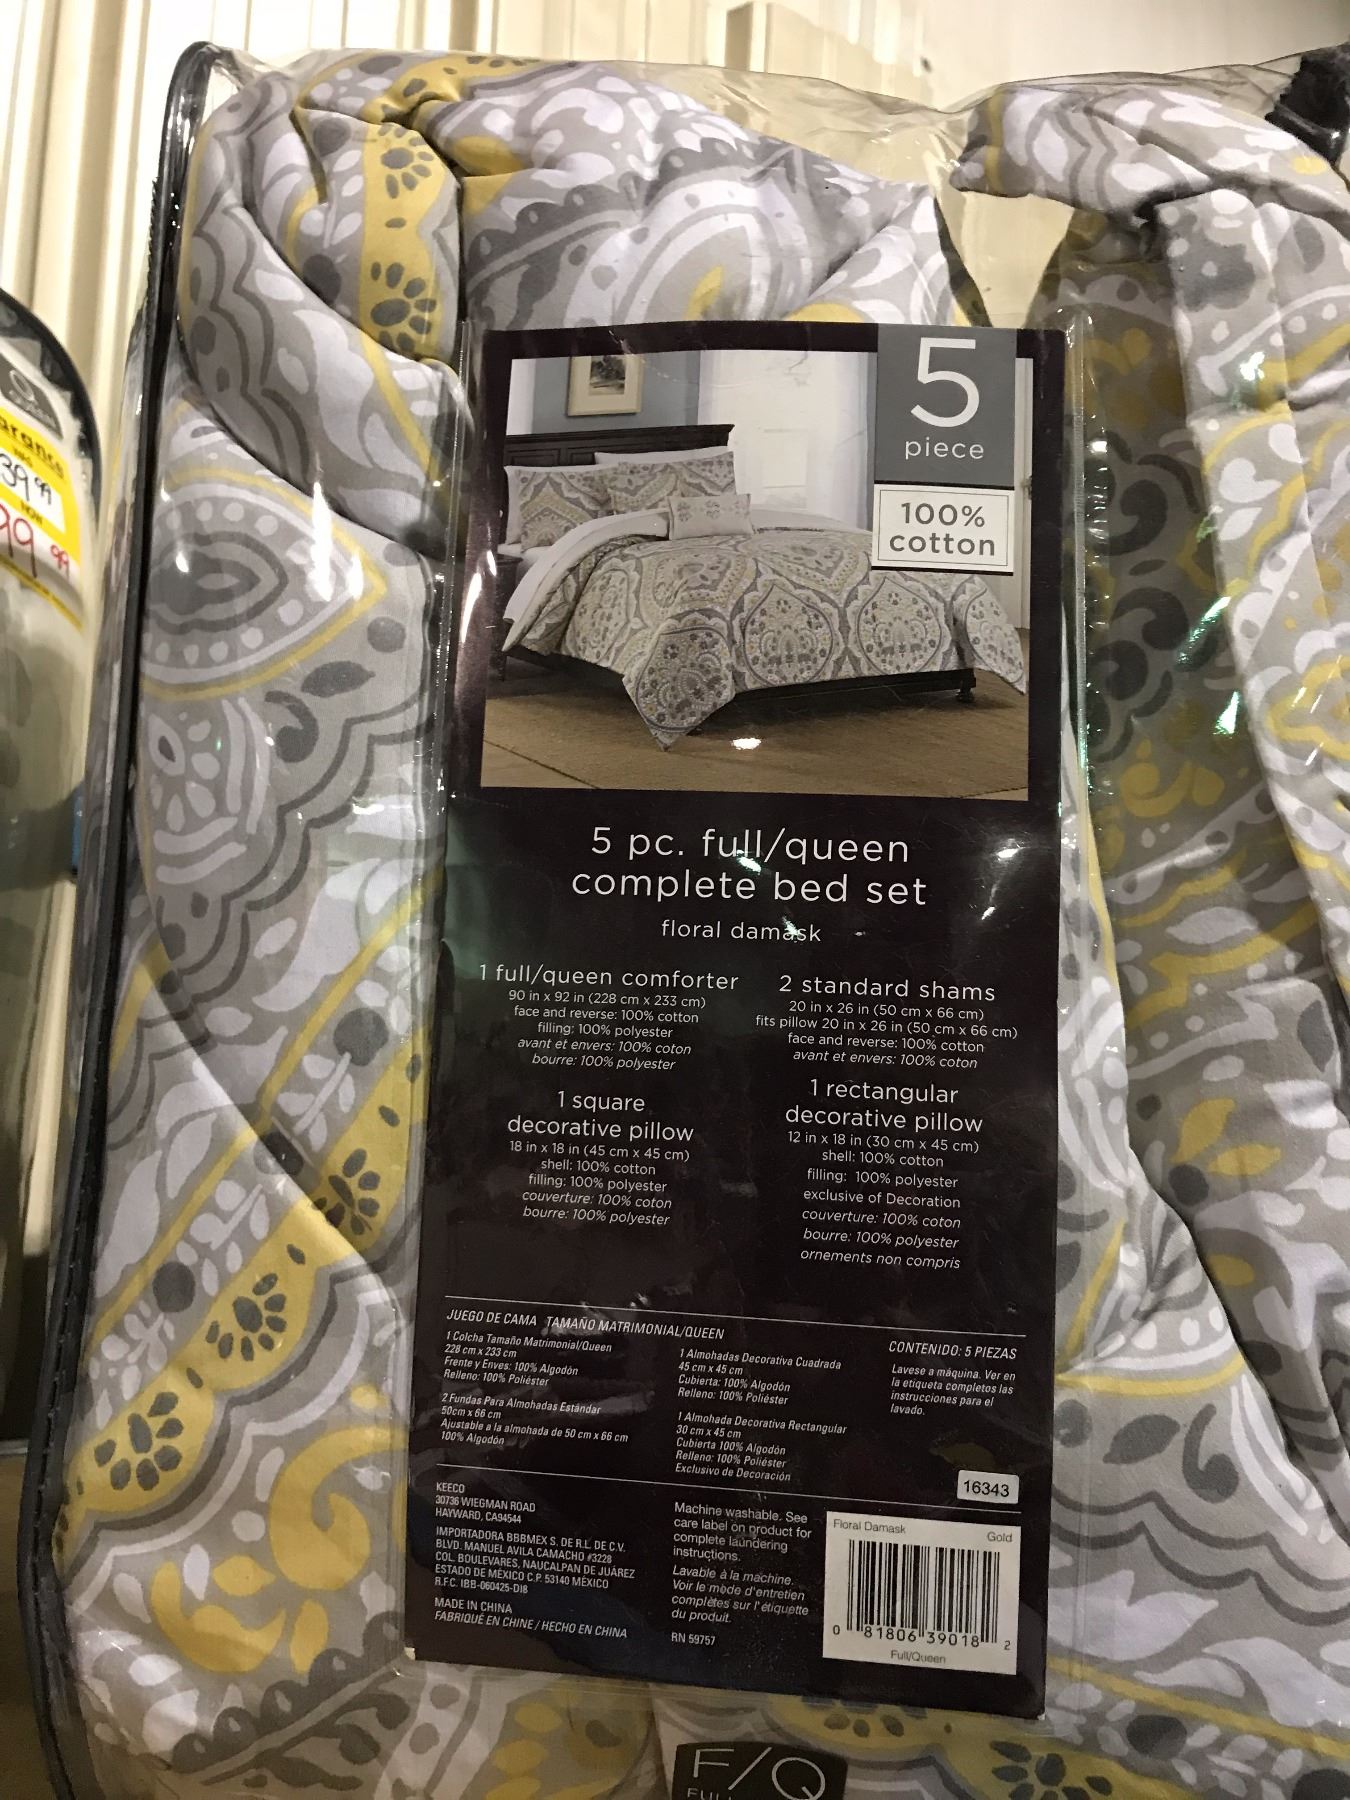 5
piece
100%
cotton
5 pc. full/queen
complete bed set
floral damask
1 full/queen comforter
90 in x 92 in (228 cm x 233 cm)
face and reverse: 100% cotton
filling: 100% polyester
avant et envers: 100% coton
bourre: 100% polyester
2 standard shams
20 in x 26 in (50 cm x 66 cm)
fits pillow 20 in x 26 in (50 cm x 66 cm)
face and reverse: 100% cotton
avant et envers: 100% coton
1 square
decorative pillow
18 in x 18 in (45 cm x 45 cm)
shell: 100% cotton
filling: 100% polyester
couverture: 100% coton
bourre: 100% polyester
1 rectangular
decorative pillow
12 in x 18 in (30 cm x 45 cm)
shell: 100% cotton
filling: 100% polyester
exclusive of Decoration
couverture: 100% coton
bourre: 100% polyester
ornements non compris
JUEGO DE CAMA TAMAÑO MATRIMONIAL/QUEEN
1 Colcha Tamaño Matrimonial/Queen
228 cm x 233 cm
Frente y Enves: 100% Algodón
Relleno: 100% Poliéster
2 Fundas Para Almohadas Estándar
50cm x 66 cm
Ajustable a la almohada de 50 cm x 66 cm
100% Algodón
1 Almohadas Decorativa Cuadrada
45 cm x 45 cm
Cubierta: 100% Algodón
Relleno: 100% Poliéster
1 Almohada Decorativa Rectangular
30 cm x 45 cm
Cubierta 100% Algodón
Relleno: 100% Poliéster
Exclusivo de Decoración
CONTENIDO: 5 PIEZAS
Lavese a máquina. Ver en
la etiqueta completos las
instrucciones para el
lavado.
16343
KEECO
30736 WIEGMAN ROAD
HAYWARD, CA94544
IMPORTADORA BBBMEX S. DE R.L. DE C.V.
BLVD. MANUEL AVILA CAMACHO #3228
COL. BOULEVARES, NAUCALPAN DE JUÁREZ
ESTADO DE MÉXICO C.P. 53140 MÉXICO
R.F.C. IBB-060425-DI8
MADE IN CHINA
FABRIQUÉ EN CHINE / HECHO EN CHINA
Machine washable. See
care label on product for
complete laundering
instructions.
Lavable à la machine.
Voir le mode d'entretien
complètes sur l'étiquette
du produit.
RN 59757
Floral Damask Gold
0 81806 39018 2
Full/Queen
F/Q
39 99
99 99
NOW